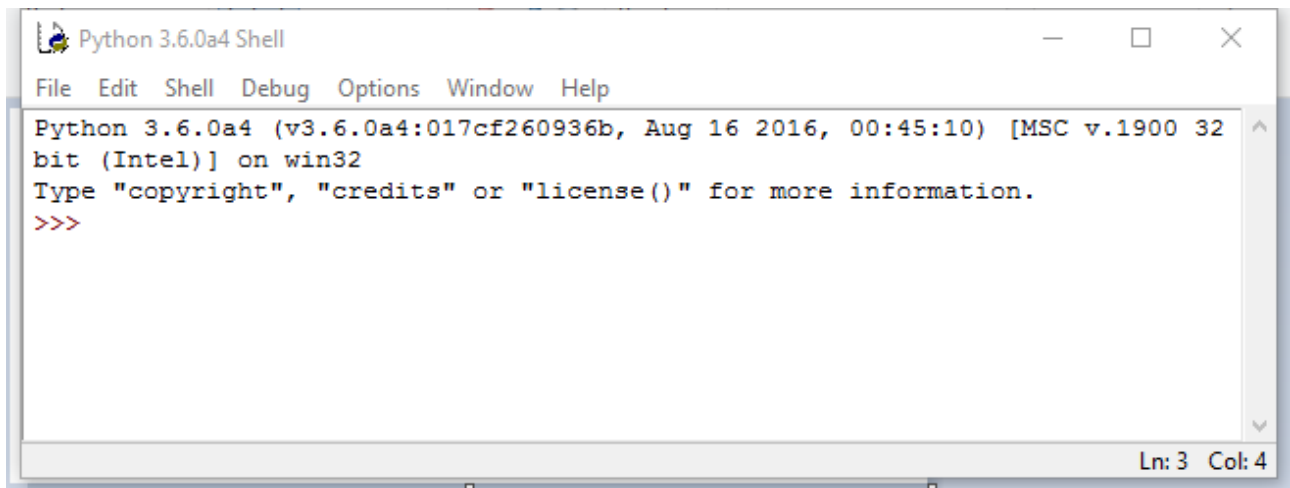 Python 3.6.0a4 Shell
File Edit Shell Debug Options Window Help
Python 3.6.0a4 (v3.6.0a4:017cf260936b, Aug 16 2016, 00:45:10) [MSC v.1900 32
bit (Intel)] on win32
Type "copyright", "credits" or "license()" for more information.
>>>
Ln: 3 Col: 4